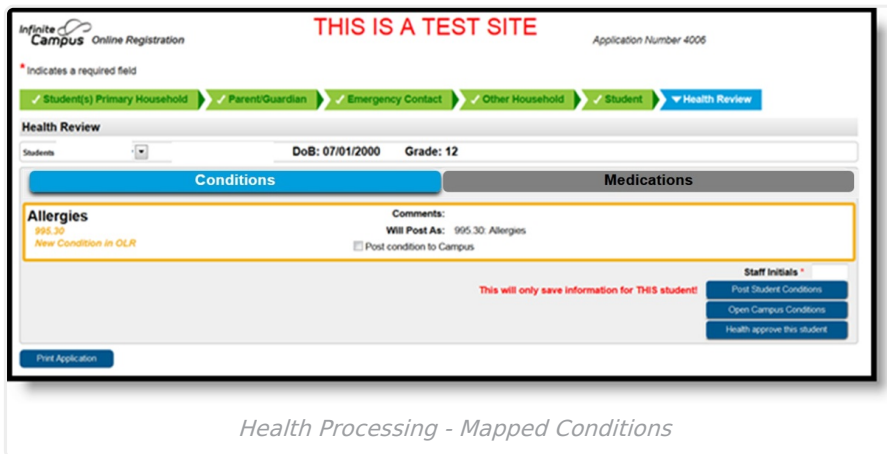 Infinite Campus Online Registration
THIS IS A TEST SITE
Application Number 4006
* Indicates a required field
✓ Student(s) Primary Household ✓ Parent/Guardian ✓ Emergency Contact ✓ Other Household ✓ Student ▼ Health Review
Health Review
Students DoB: 07/01/2000 Grade: 12
Conditions Medications
Allergies Comments:
995.30 Will Post As: 995.30: Allergies
New Condition in OLR Post condition to Campus
Staff Initials *
This will only save information for THIS student! Post Student Conditions
Open Campus Conditions
Health approve this student
Print Application
Health Processing - Mapped Conditions